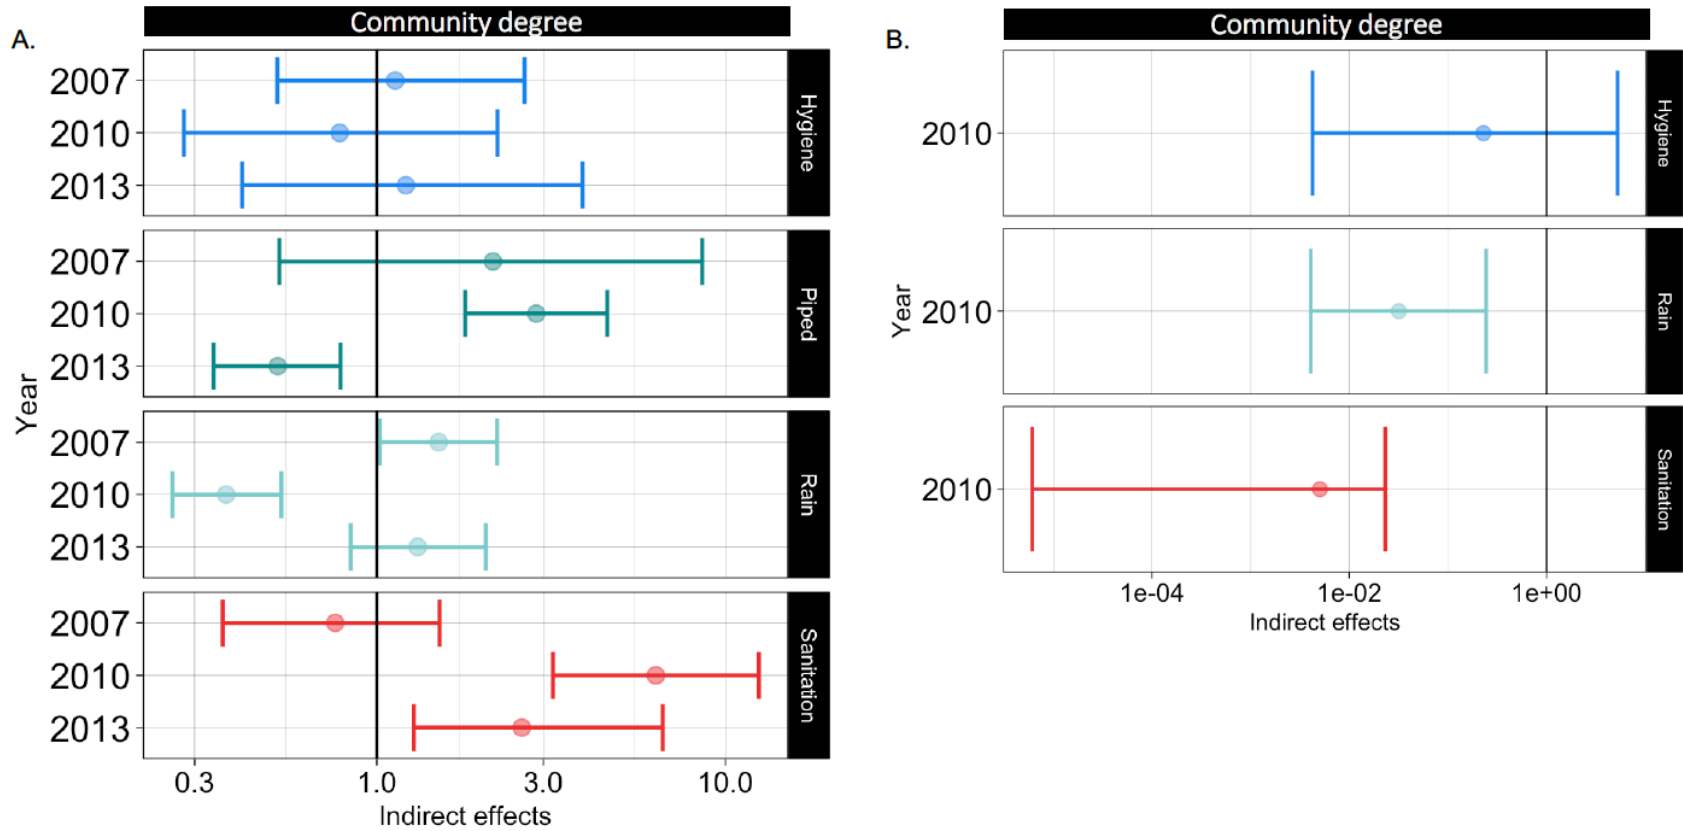 A.
Community degree
2007
2010
2013
Hygiene
2007
2010
2013
Piped
2007
2010
2013
Rain
2007
2010
2013
Sanitation
Year
0.3 1.0 3.0 10.0
Indirect effects
B.
Community degree
2010
Hygiene
2010
Rain
2010
Sanitation
Year
1e-04 1e-02 1e+00
Indirect effects